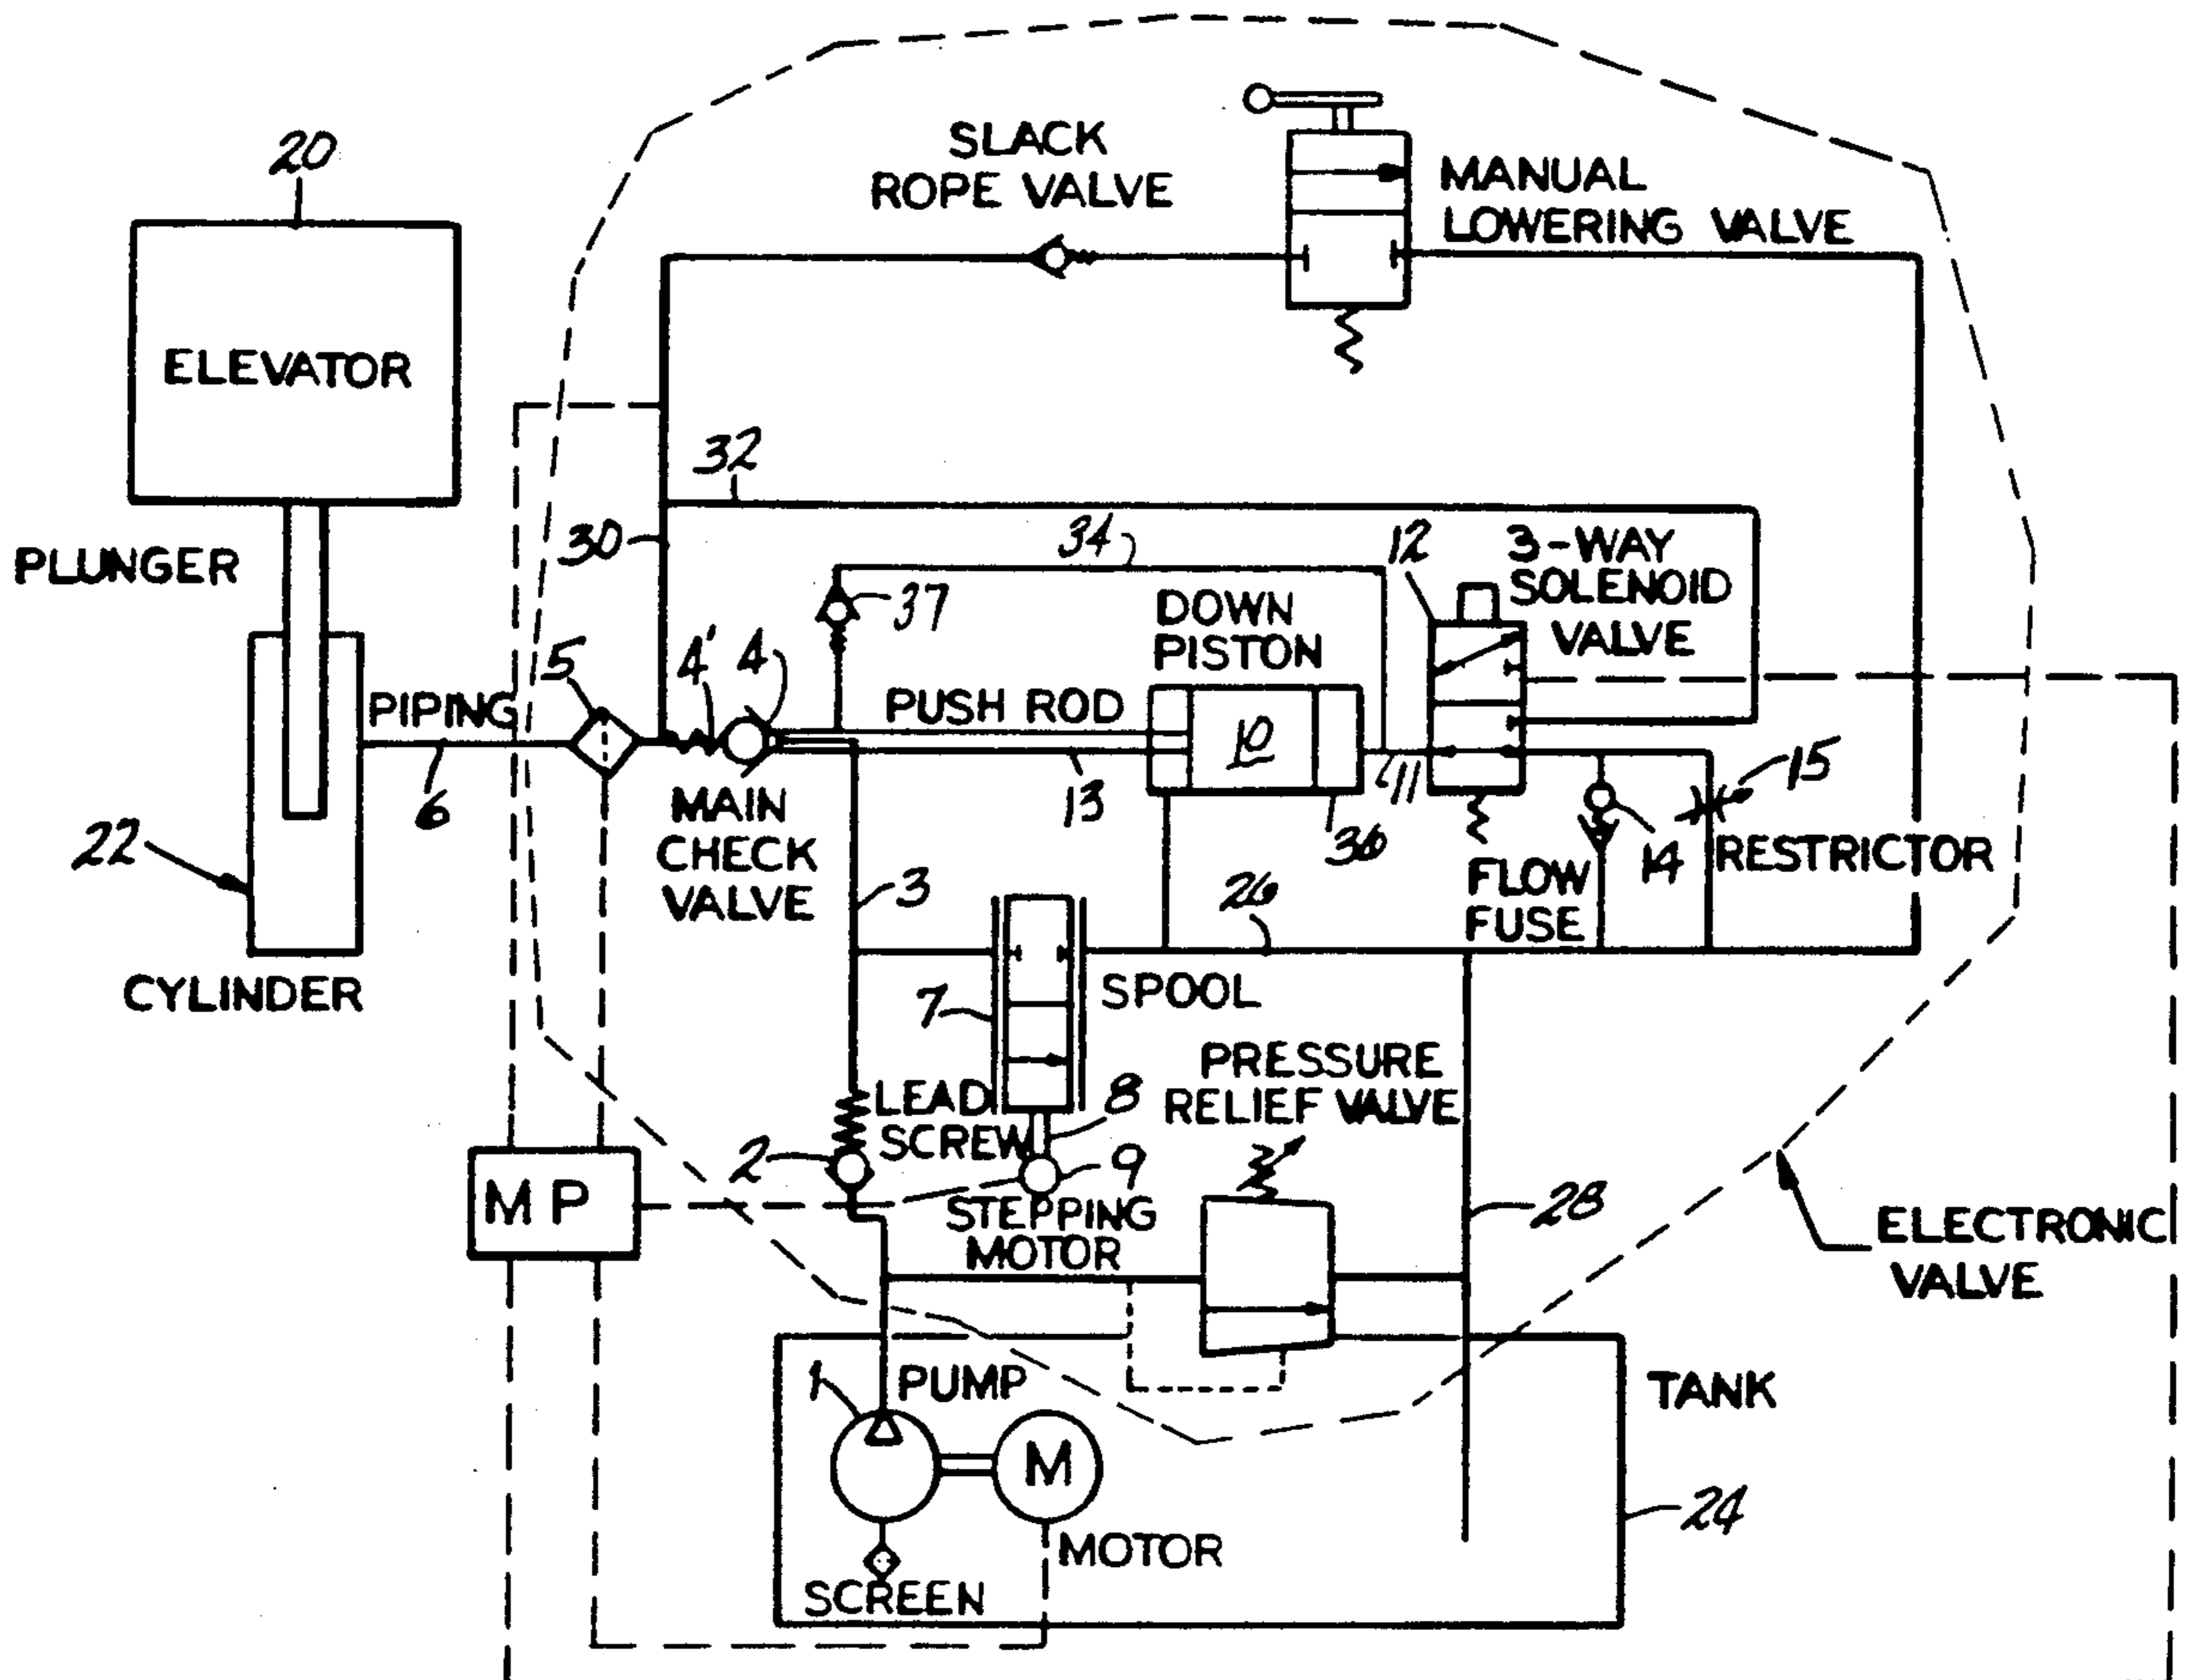 20
SLACK
ROPE VALVE
MANUAL
LOWERING VALVE
ELEVATOR
32
PLUNGER
30
34
12
3-WAY
SOLENOID
VALVE
37
DOWN
PISTON
5
4'
4
PIPING
PUSH ROD
10
6
13
11
15
22
MAIN
CHECK
VALVE
36
14
RESTRICTOR
FLOW
FUSE
3
26
CYLINDER
7
SPOOL
PRESSURE
RELIEF VALVE
LEAD
SCREW
8
2
9
MP
STEPPING
MOTOR
28
ELECTRONIC
VALVE
1
PUMP
TANK
M
24
MOTOR
SCREEN